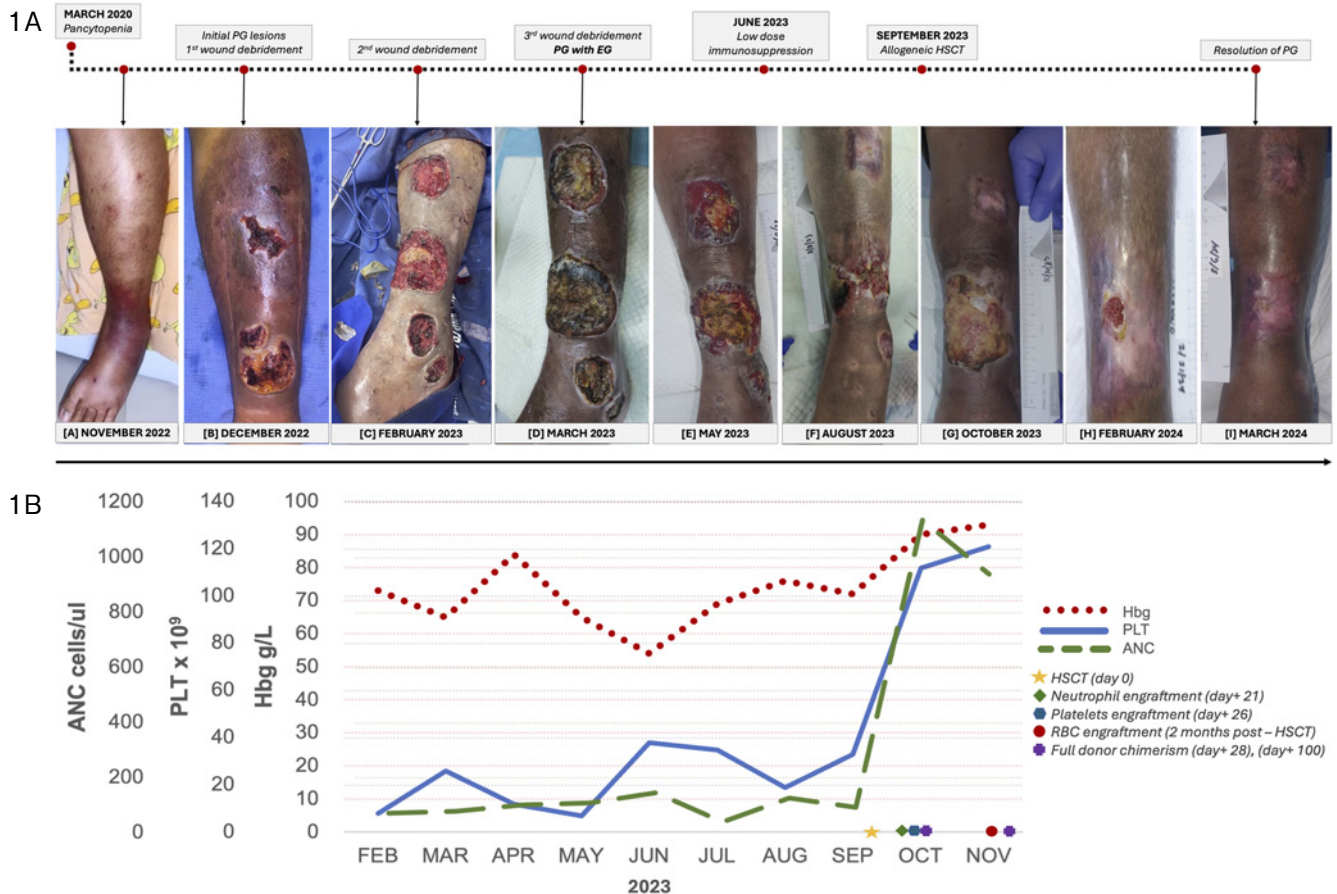 1A
MARCH 2020
Pancytopenia
Initial PG lesions
1st wound debridement
2nd wound debridement
3rd wound debridement
PG with EG
JUNE 2023
Low dose
immunosuppression
SEPTEMBER 2023
Allogeneic HSCT
Resolution of PG
[A] NOVEMBER 2022
[B] DECEMBER 2022
[C] FEBRUARY 2023
[D] MARCH 2023
[E] MAY 2023
[F] AUGUST 2023
[G] OCTOBER 2023
[H] FEBRUARY 2024
[I] MARCH 2024
1B
ANC cells/ul
1200
1000
800
600
400
200
0
PLT x 10⁹
140
120
100
80
60
40
20
0
Hbg g/L
100
90
80
70
60
50
40
30
20
10
0
FEB MAR APR MAY JUN JUL AUG SEP OCT NOV
2023
Hbg
PLT
ANC
HSCT (day 0)
Neutrophil engraftment (day+ 21)
Platelets engraftment (day+ 26)
RBC engraftment (2 months post – HSCT)
Full donor chimerism (day+ 28), (day+ 100)